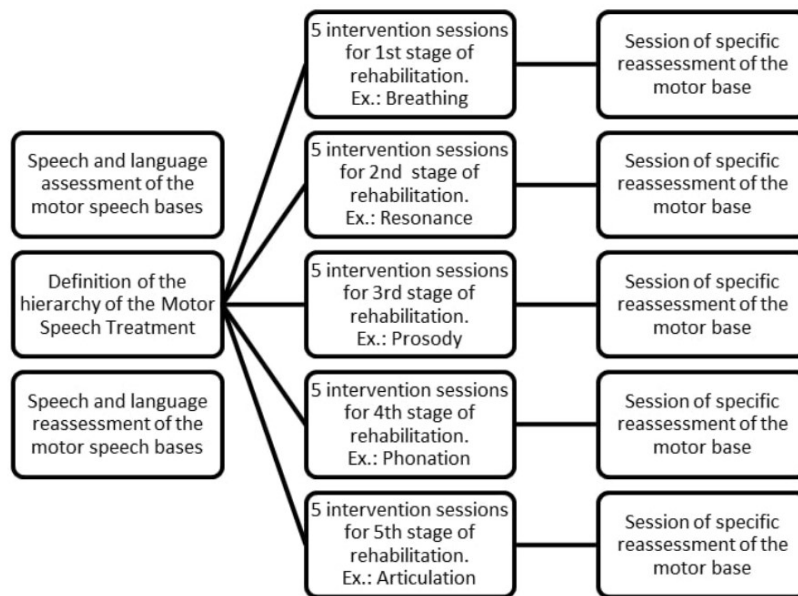 Speech and language
assessment of the
motor speech bases
Definition of the
hierarchy of the Motor
Speech Treatment
Speech and language
reassessment of the
motor speech bases
5 intervention sessions
for 1st stage of
rehabilitation.
Ex.: Breathing
5 intervention sessions
for 2nd stage of
rehabilitation.
Ex.: Resonance
5 intervention sessions
for 3rd stage of
rehabilitation.
Ex.: Prosody
5 intervention sessions
for 4th stage of
rehabilitation.
Ex.: Phonation
5 intervention sessions
for 5th stage of
rehabilitation.
Ex.: Articulation
Session of specific
reassessment of the
motor base
Session of specific
reassessment of the
motor base
Session of specific
reassessment of the
motor base
Session of specific
reassessment of the
motor base
Session of specific
reassessment of the
motor base